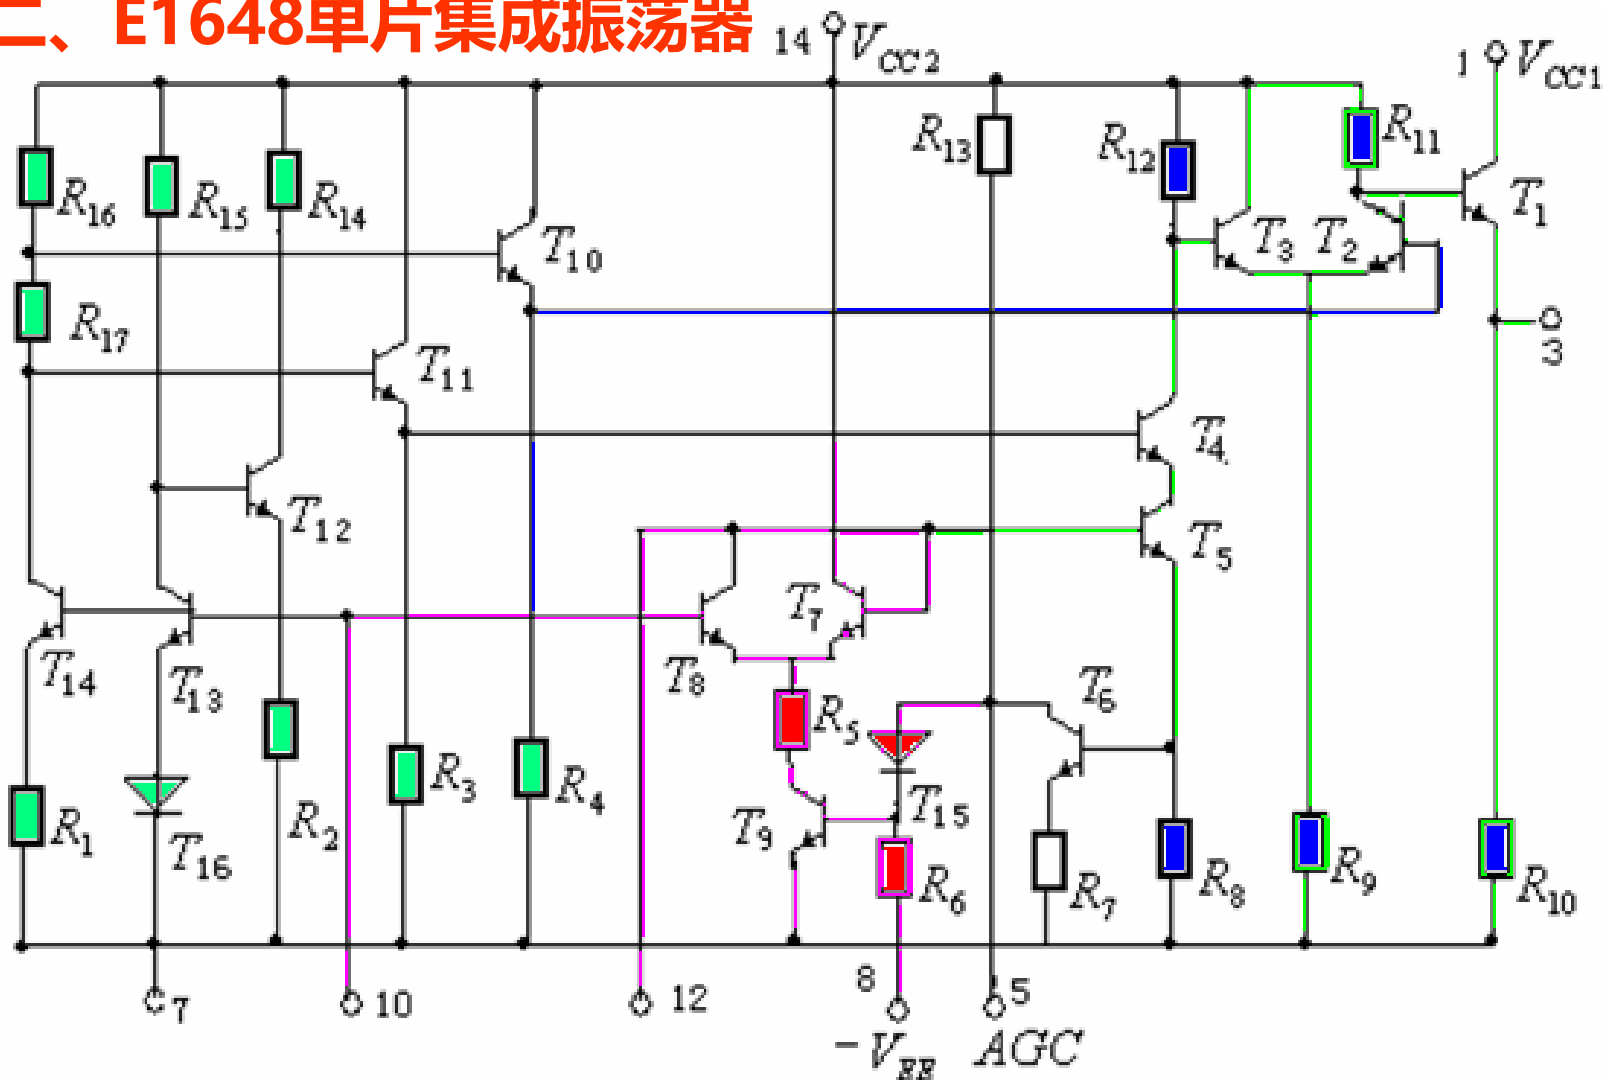 二、E1648单片集成振荡器
14 VCC2
1 VCC1
R13 R12 R11
R16 R15 R14 T1
T10 T3 T2
R17
3
T11
T4
T12 T5
T7
T14 T13 T8 T6
R5
R3 R4 T15
R1 R2 T9
T16 R6 R7 R8 R9 R10
8 5
7 10 12
-VEE AGC